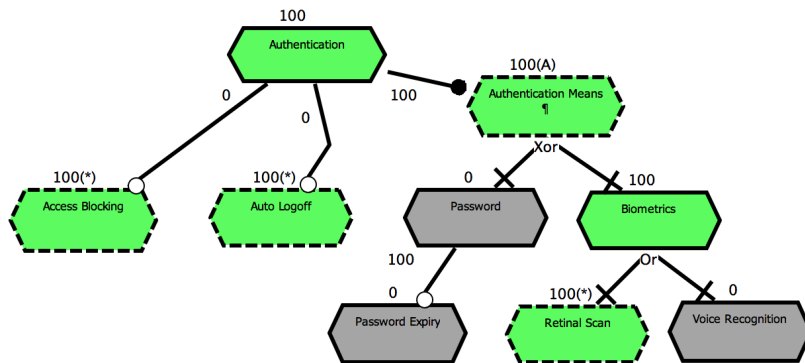 100
Authentication
0
0
100
100(A)
Authentication Means
¶
Xor
100(*)
Access Blocking
100(*)
Auto Logoff
0
Password
100
Biometrics
100
Or
0
Password Expiry
100(*)
Retinal Scan
0
Voice Recognition